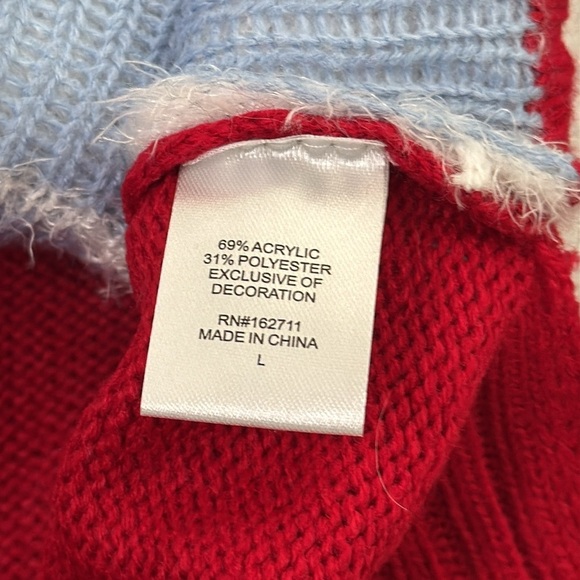 69% ACRYLIC
31% POLYESTER
EXCLUSIVE OF
DECORATION
RN#162711
MADE IN CHINA
L